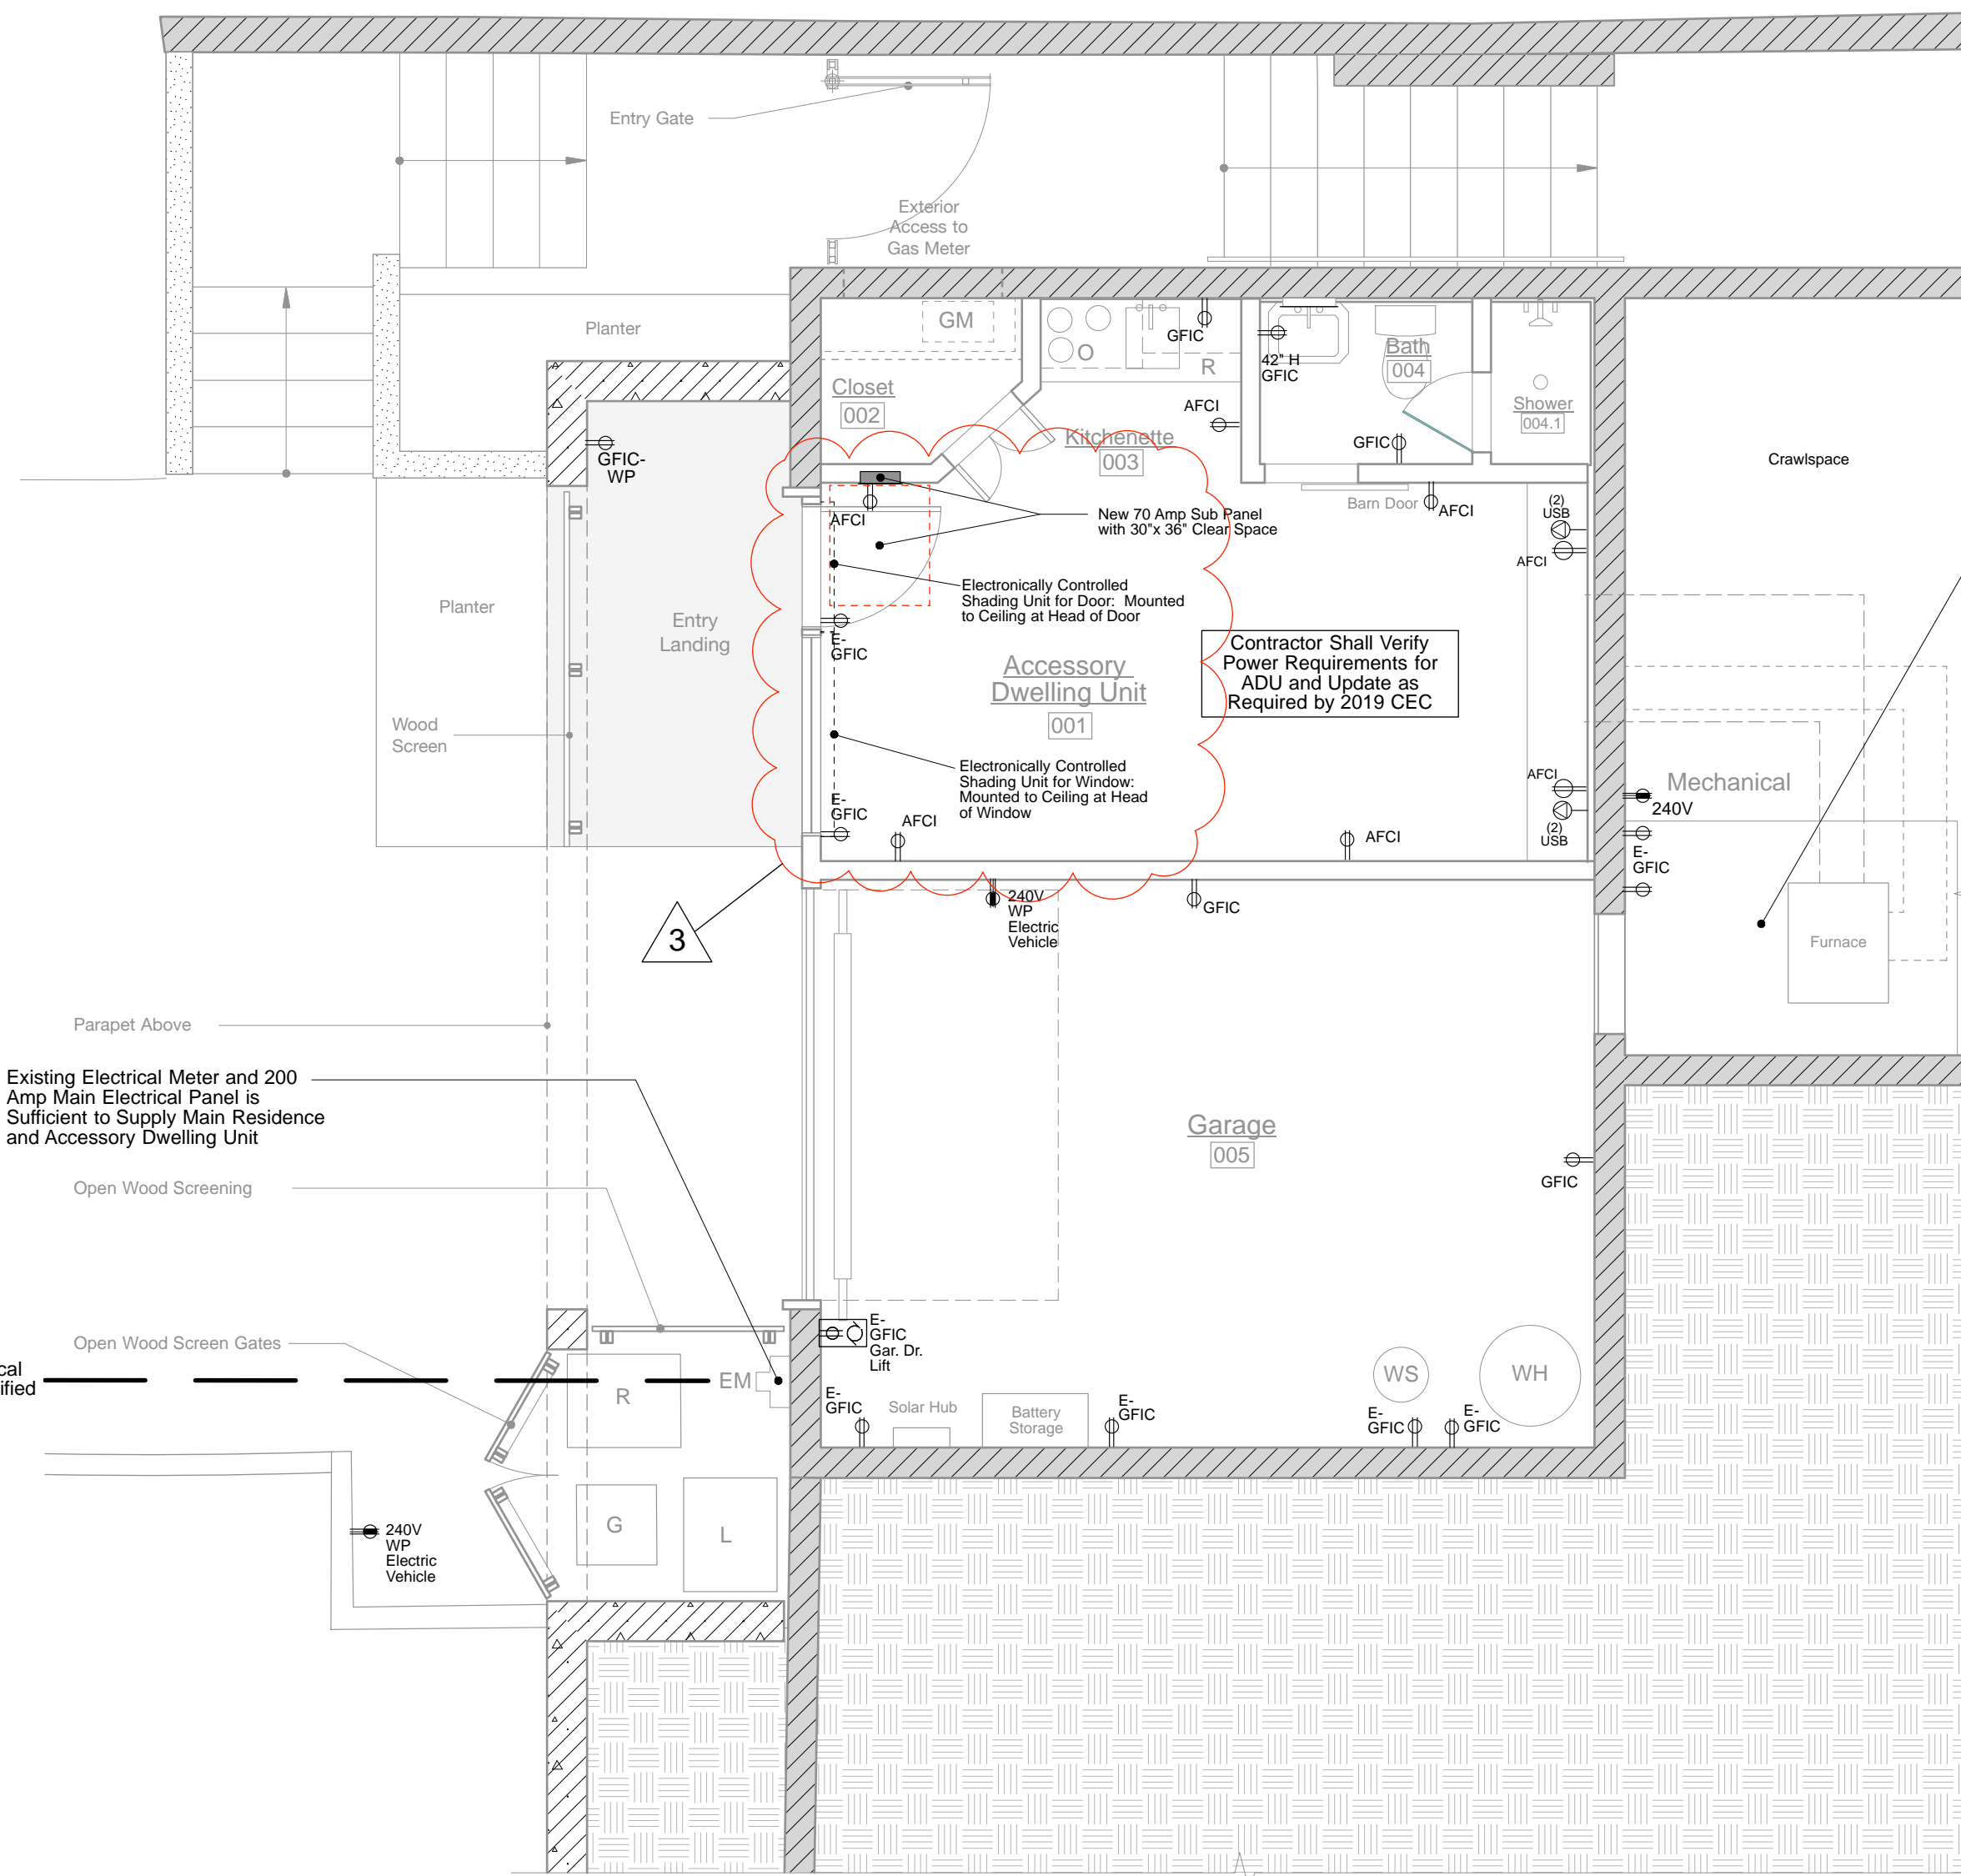 Entry Gate
Exterior
Access to
Gas Meter
Planter
GM
O
R
GFIC
42" H
GFIC
Bath
004
Shower
004.1
Closet
002
AFCI
Kitchenette
003
GFIC
GFIC-
WP
Crawlspace
AFCI
New 70 Amp Sub Panel
with 30"x 36" Clear Space
Barn Door
AFCI
(2)
USB
AFCI
Planter
Entry
Landing
Electronically Controlled
Shading Unit for Door: Mounted
to Ceiling at Head of Door
E-
GFIC
Accessory
Dwelling Unit
001
Contractor Shall Verify
Power Requirements for
ADU and Update as
Required by 2019 CEC
Wood
Screen
Electronically Controlled
Shading Unit for Window:
Mounted to Ceiling at Head
of Window
E-
GFIC
AFCI
AFCI
AFCI
(2)
USB
Mechanical
240V
E-
GFIC
Furnace
240V
WP
Electric
Vehicle
GFIC
3
Parapet Above
Existing Electrical Meter and 200
Amp Main Electrical Panel is
Sufficient to Supply Main Residence
and Accessory Dwelling Unit
Garage
005
GFIC
Open Wood Screening
Open Wood Screen Gates
cal
ified
R
EM
E-
GFIC
Gar. Dr.
Lift
E-
GFIC
Solar Hub
Battery
Storage
E-
GFIC
WS
WH
E-
GFIC
E-
GFIC
G
L
240V
WP
Electric
Vehicle